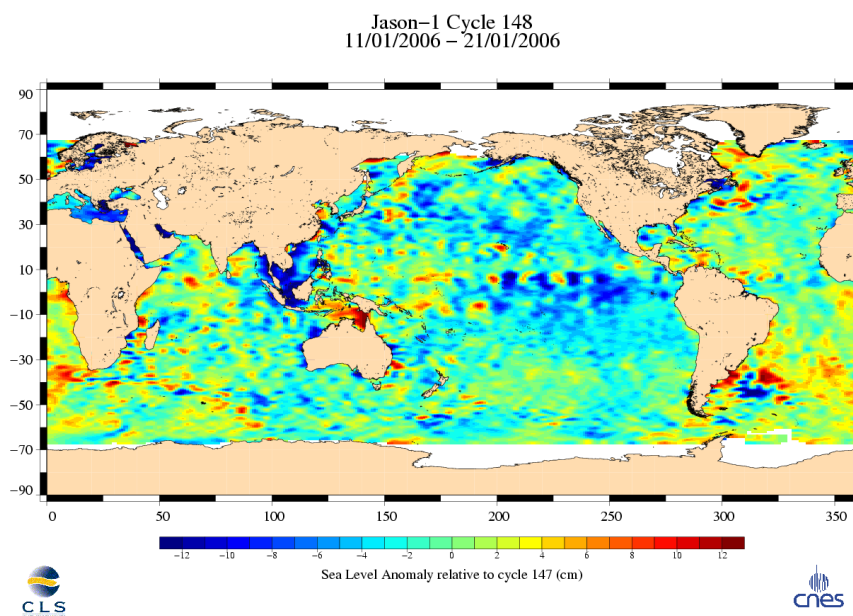 Jason−1 Cycle 148
11/01/2006 − 21/01/2006
90
70
50
30
10
−10
−30
−50
−70
−90
0 50 100 150 200 250 300 350
−12 −10 −8 −6 −4 −2 0 2 4 6 8 10 12
Sea Level Anomaly relative to cycle 147 (cm)
CLS
cnes